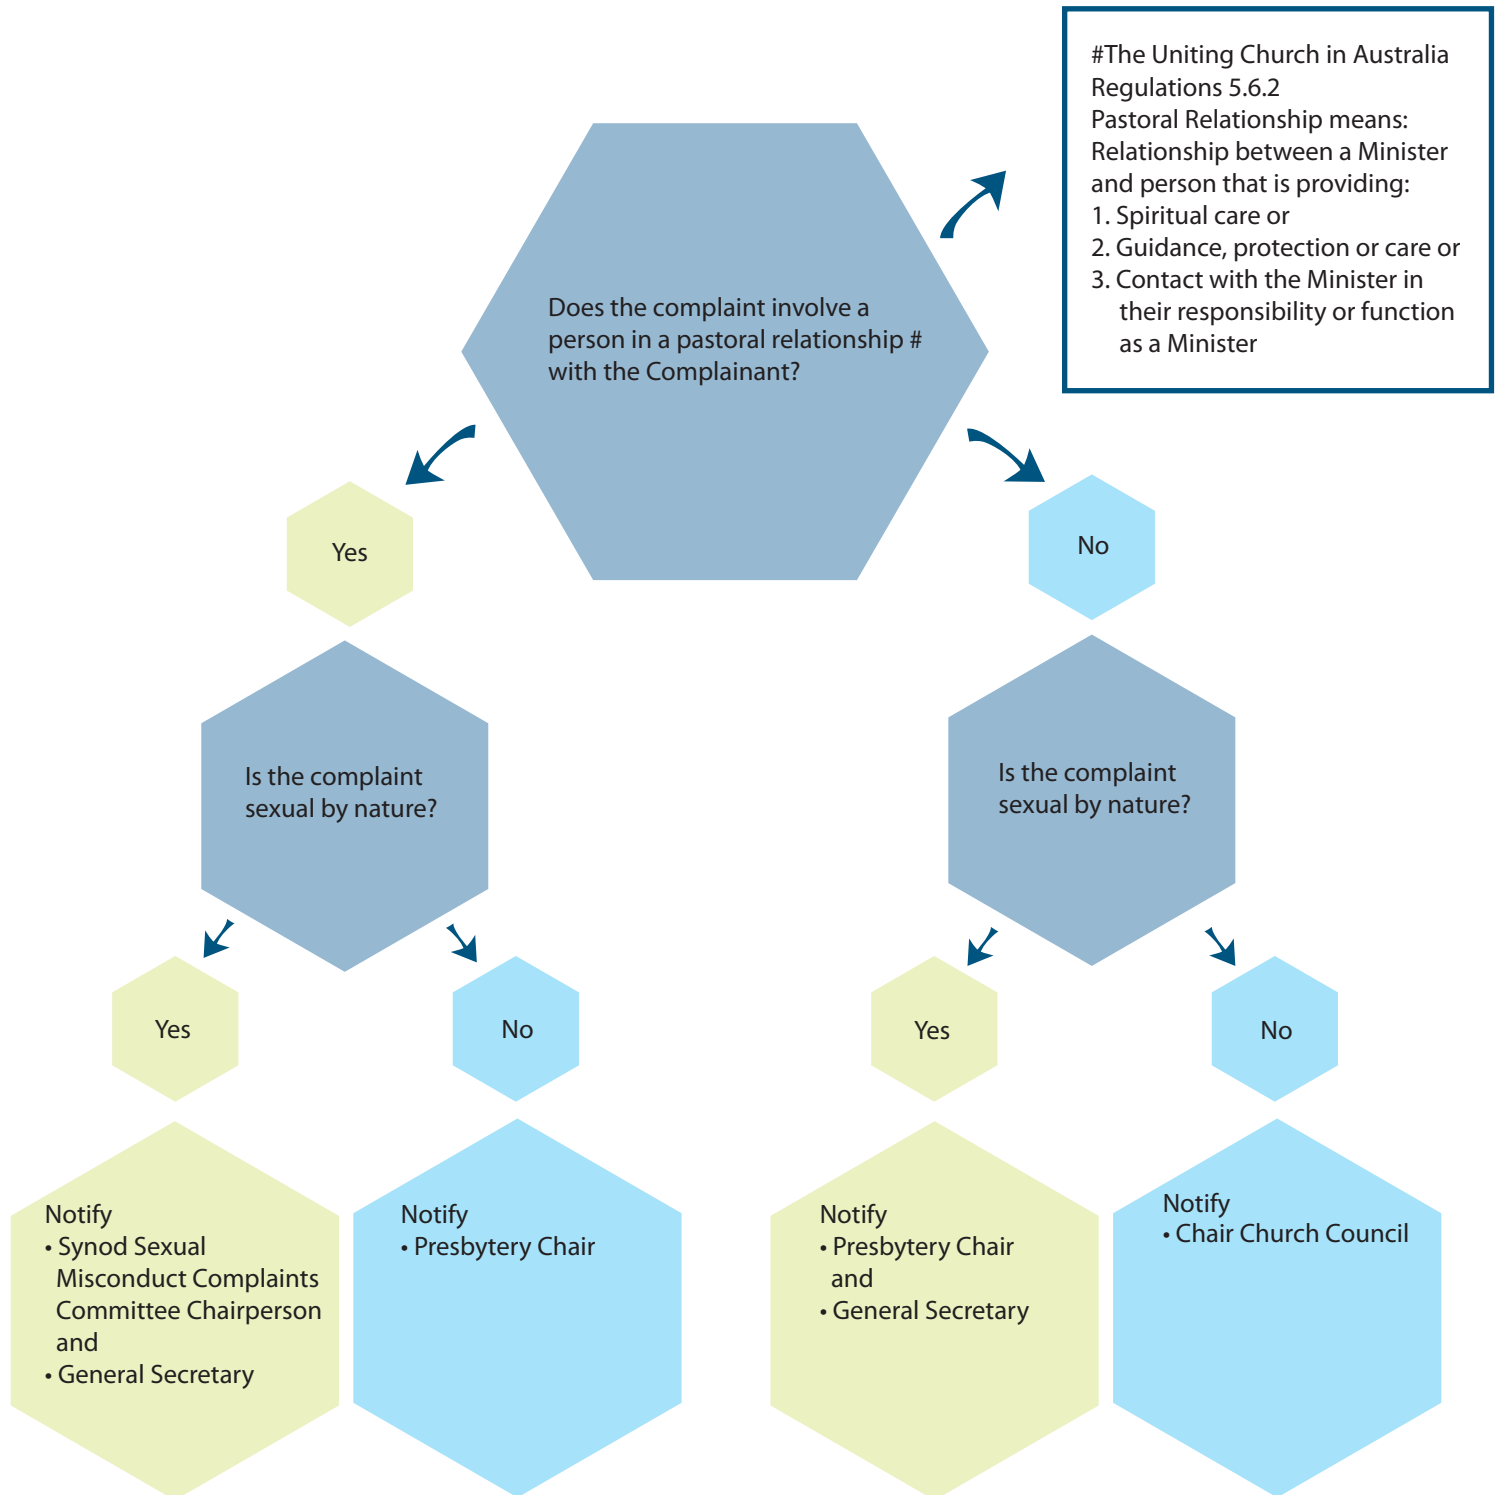 #The Uniting Church in Australia
Regulations 5.6.2
Pastoral Relationship means:
Relationship between a Minister
and person that is providing:
1. Spiritual care or
2. Guidance, protection or care or
3. Contact with the Minister in
their responsibility or function
as a Minister
Does the complaint involve a
person in a pastoral relationship #
with the Complainant?
Yes
No
Is the complaint
sexual by nature?
Is the complaint
sexual by nature?
Yes
No
Yes
No
Notify
• Synod Sexual
Misconduct Complaints
Committee Chairperson
and
• General Secretary
Notify
• Presbytery Chair
Notify
• Presbytery Chair
and
• General Secretary
Notify
• Chair Church Council